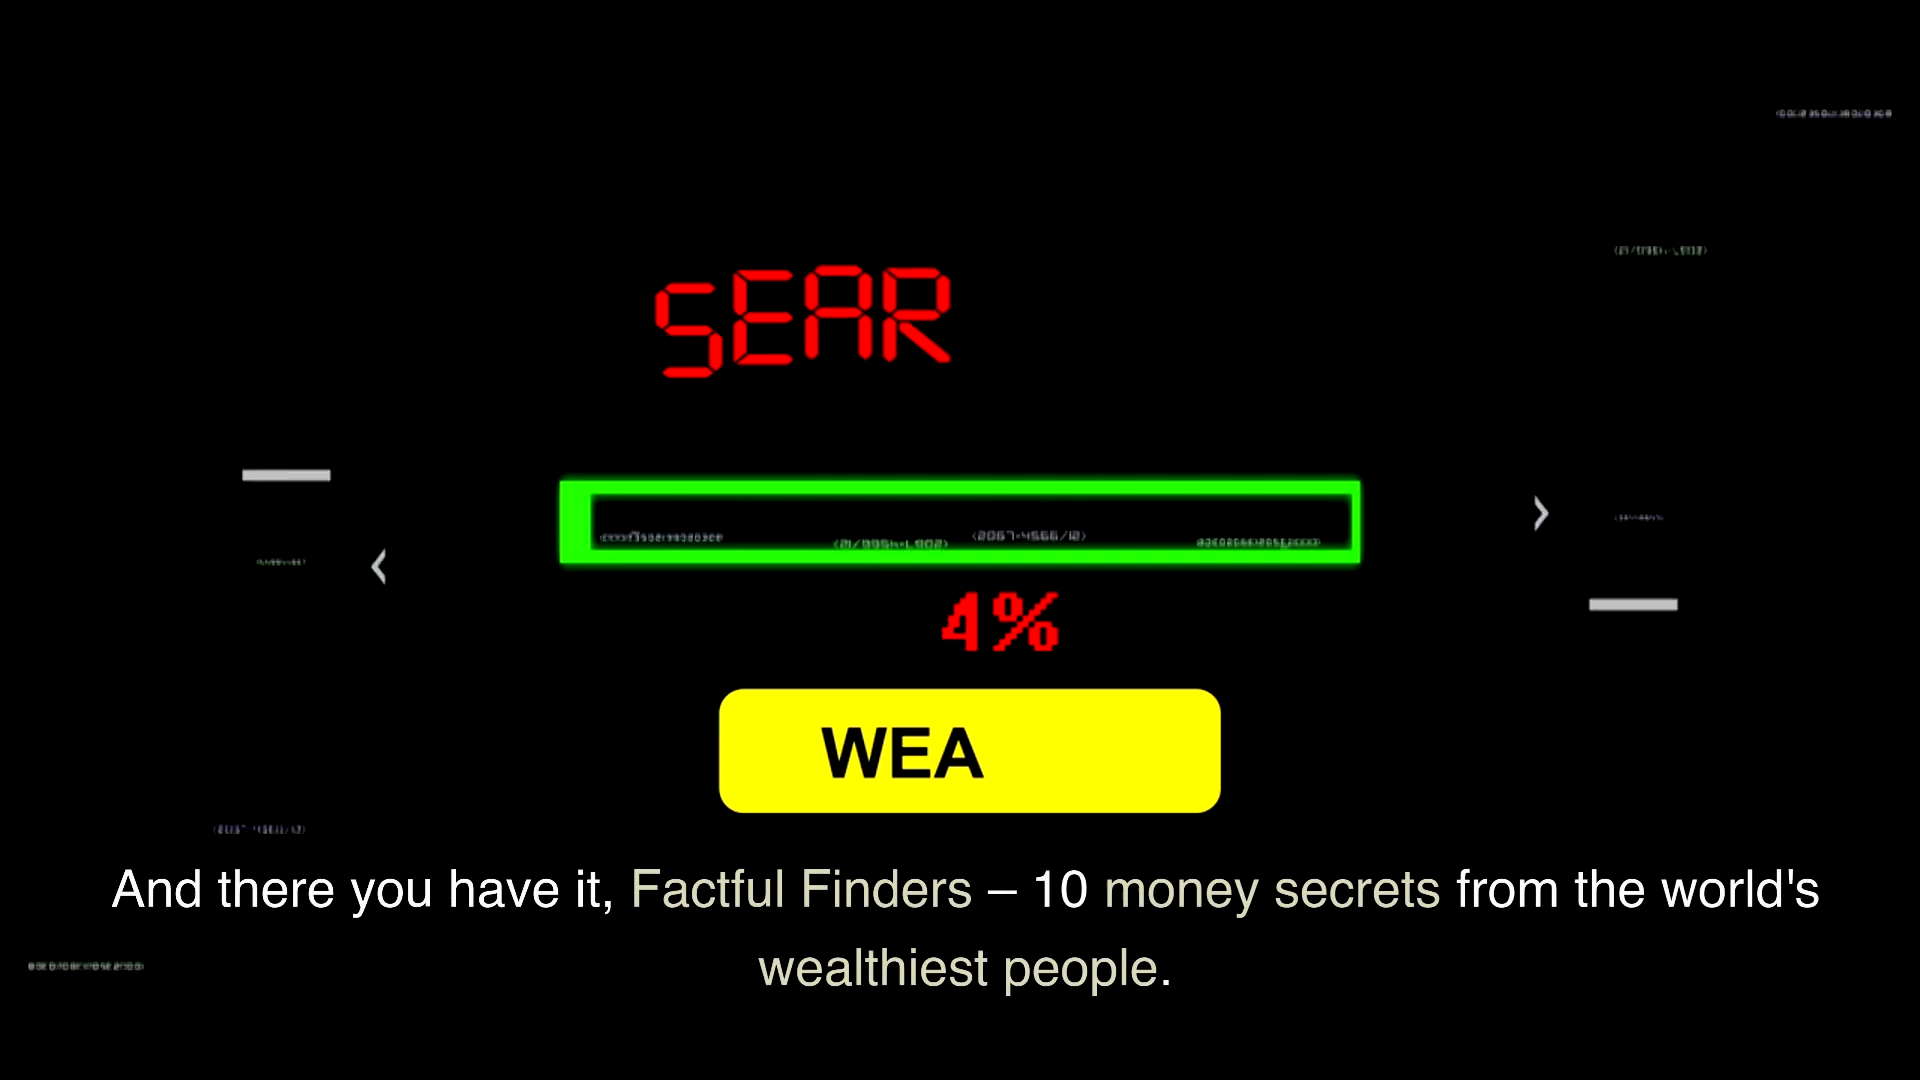 SEAR
4%
WEA
And there you have it, Factful Finders – 10 money secrets from the world's
wealthiest people.